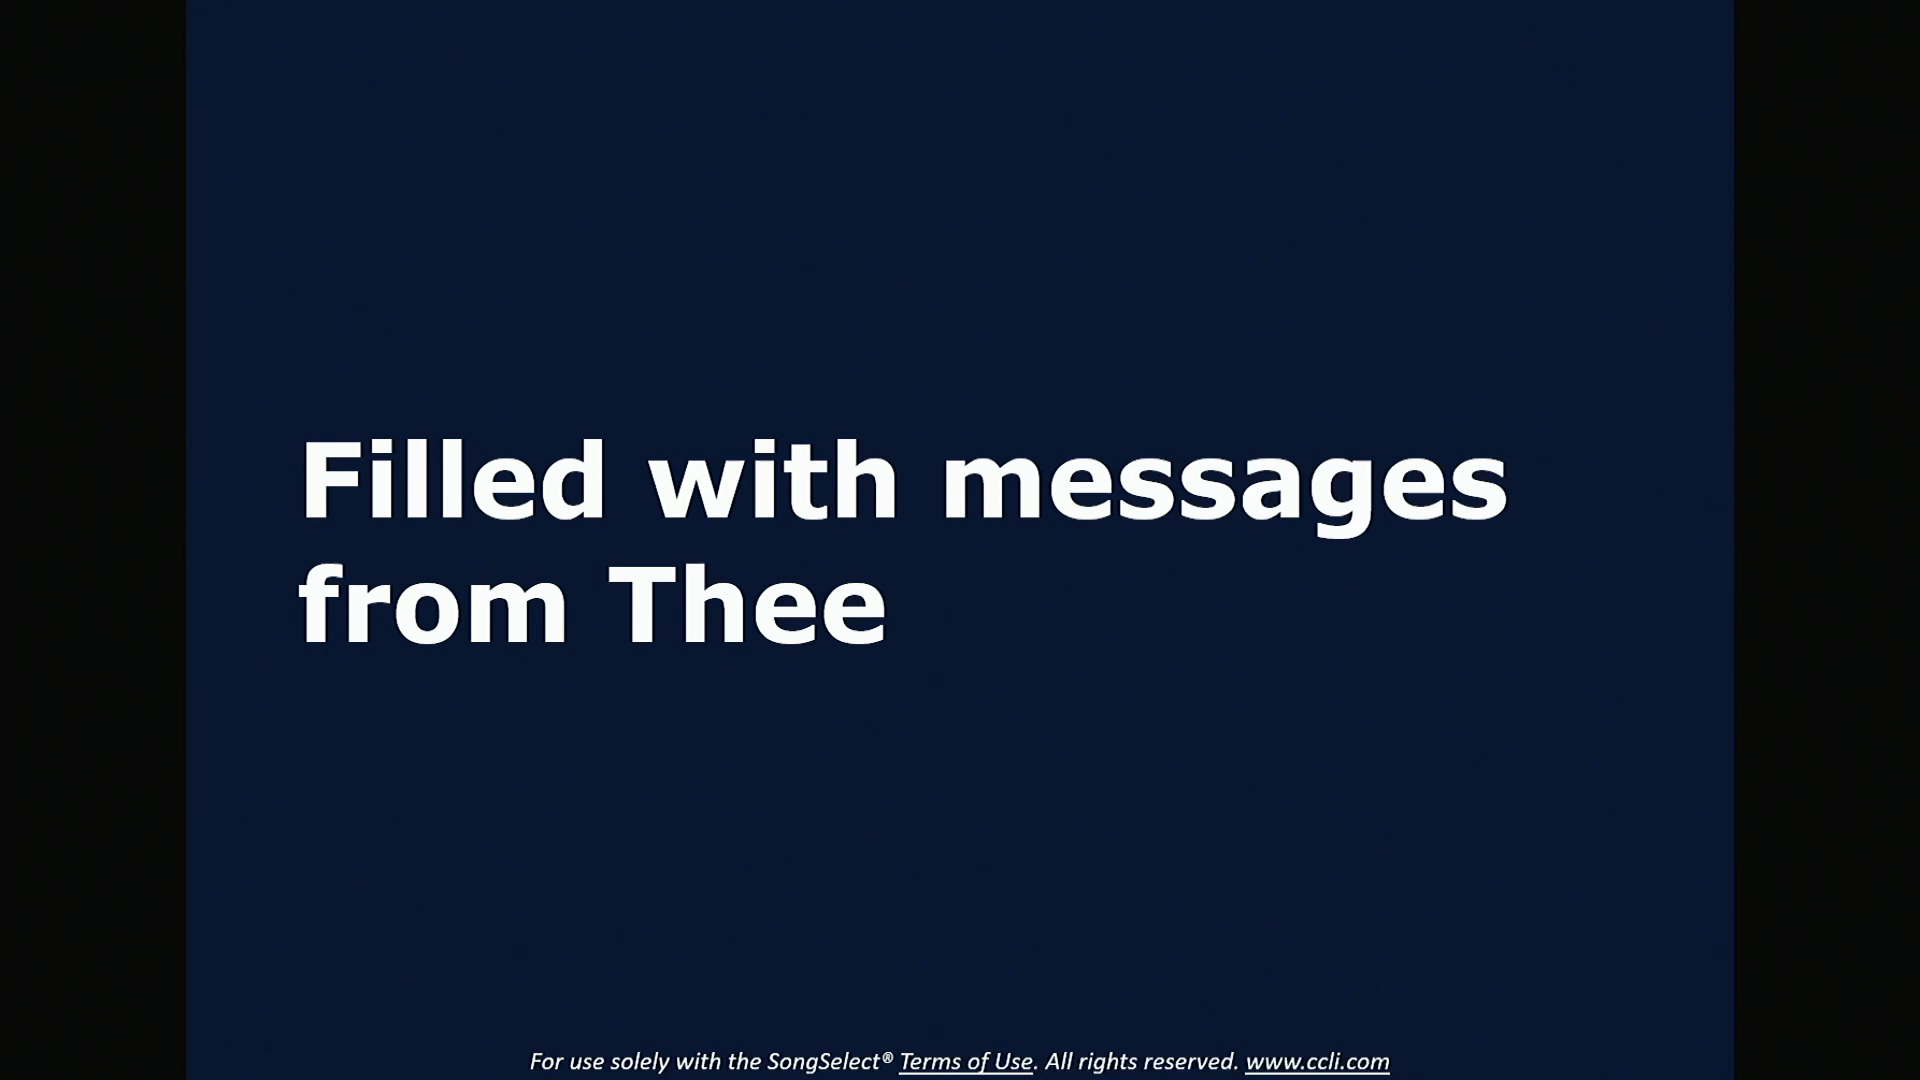 Filled with messages
from Thee
For use solely with the SongSelect® Terms of Use. All rights reserved. www.ccli.com